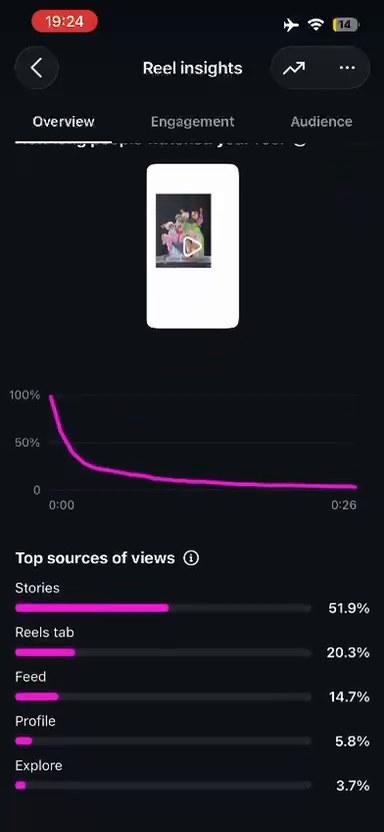 19:24
14
Reel insights
Overview Engagement Audience
100%
50%
0
0:00 0:26
Top sources of views
Stories
51.9%
Reels tab
20.3%
Feed
14.7%
Profile
5.8%
Explore
3.7%